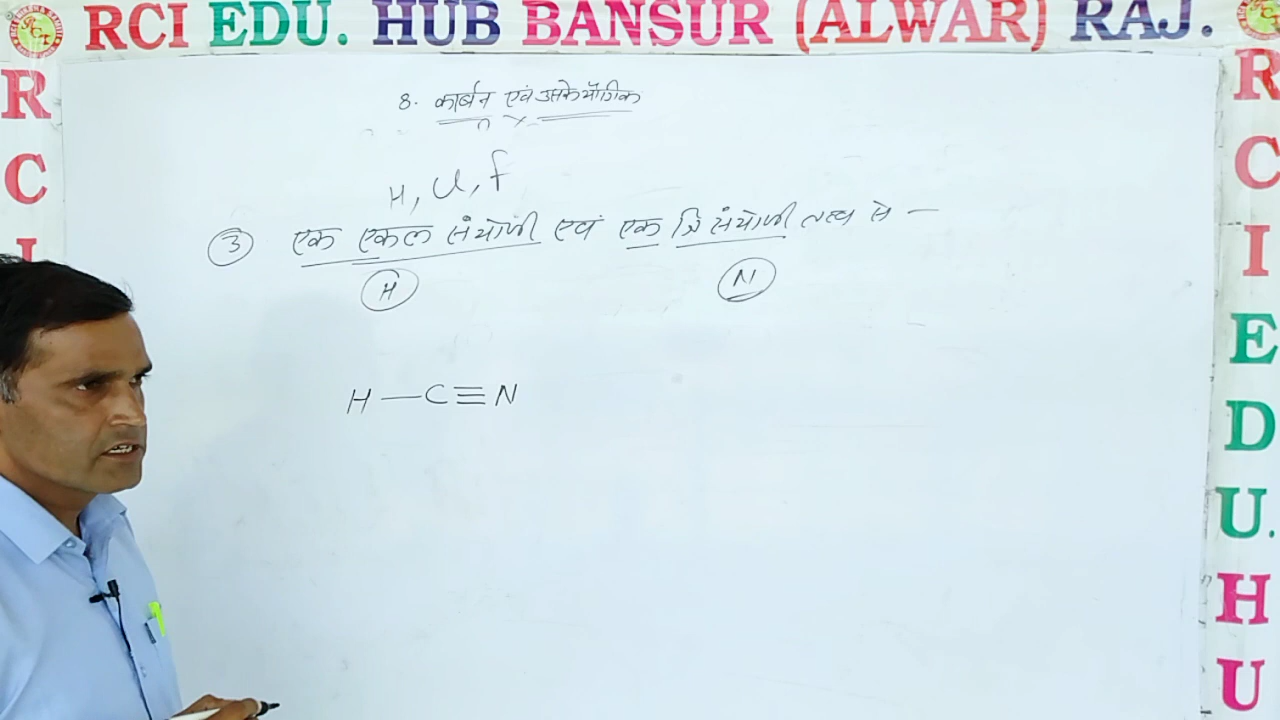 RCI EDU. HUB BANSUR (ALWAR) RAJ.
8. कार्बन एवं उसके यौगिक
H, Cl, F
③ एक एकल संयोजी एवं एक त्रि संयोजी तत्व से —
H N
H—C≡N
R C I
R C I E D U. H U